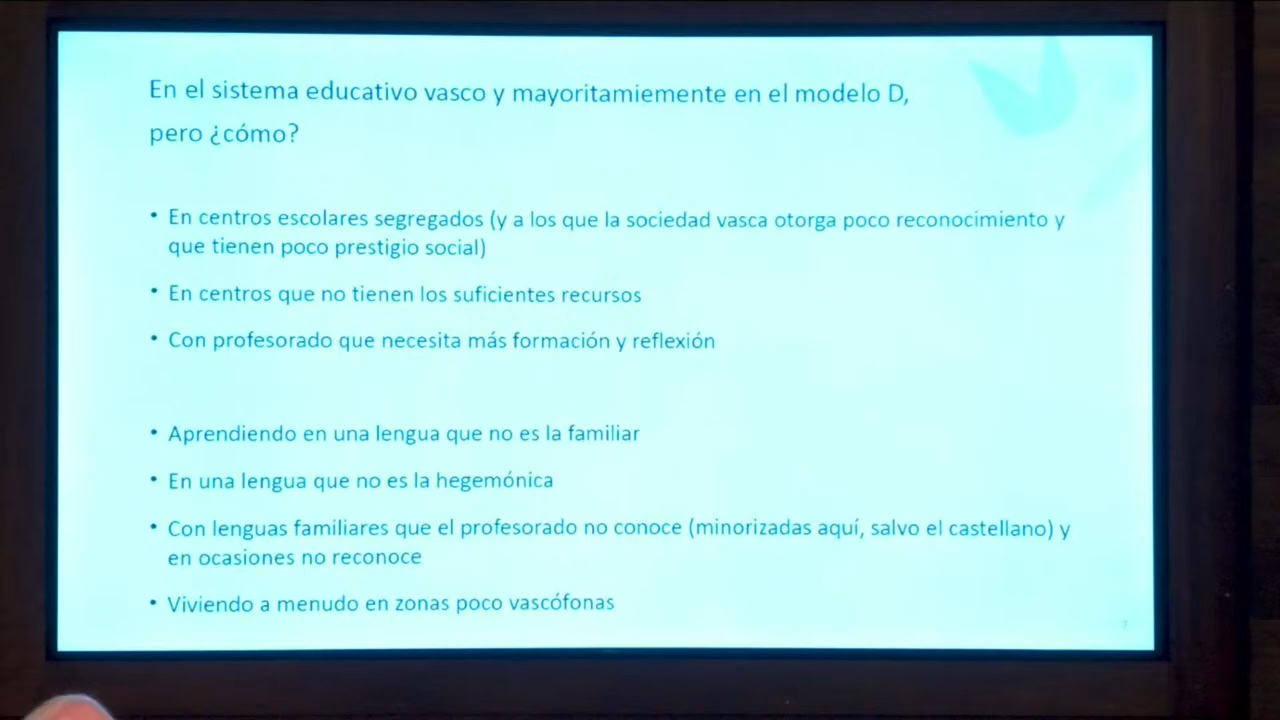 En el sistema educativo vasco y mayoritamiemente en el modelo D,
pero ¿cómo?
• En centros escolares segregados (y a los que la sociedad vasca otorga poco reconocimiento y
que tienen poco prestigio social)
• En centros que no tienen los suficientes recursos
• Con profesorado que necesita más formación y reflexión
• Aprendiendo en una lengua que no es la familiar
• En una lengua que no es la hegemónica
• Con lenguas familiares que el profesorado no conoce (minorizadas aquí, salvo el castellano) y
en ocasiones no reconoce
• Viviendo a menudo en zonas poco vascófonas
7